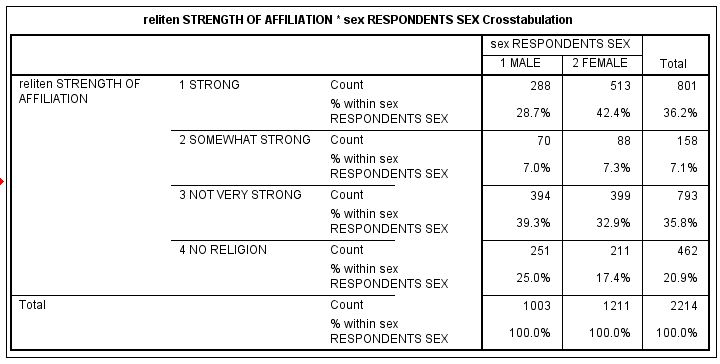 reliten STRENGTH OF AFFILIATION * sex RESPONDENTS SEX Crosstabulation
sex RESPONDENTS SEX
1 MALE 2 FEMALE Total
reliten STRENGTH OF AFFILIATION 1 STRONG Count 288 513 801
% within sex RESPONDENTS SEX 28.7% 42.4% 36.2%
2 SOMEWHAT STRONG Count 70 88 158
% within sex RESPONDENTS SEX 7.0% 7.3% 7.1%
3 NOT VERY STRONG Count 394 399 793
% within sex RESPONDENTS SEX 39.3% 32.9% 35.8%
4 NO RELIGION Count 251 211 462
% within sex RESPONDENTS SEX 25.0% 17.4% 20.9%
Total Count 1003 1211 2214
% within sex RESPONDENTS SEX 100.0% 100.0% 100.0%